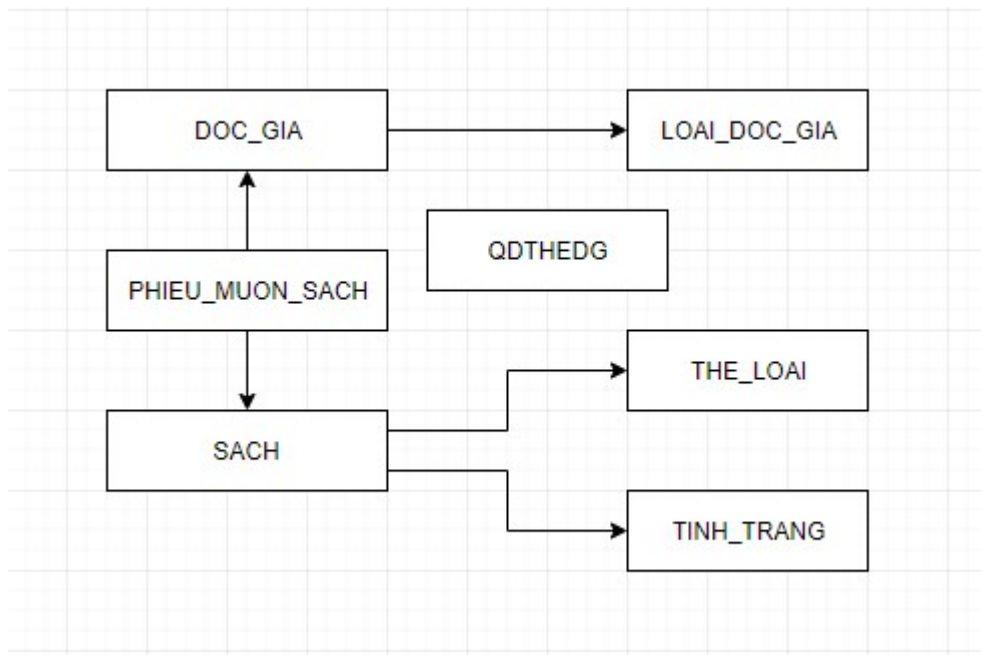 DOC_GIA
LOAI_DOC_GIA
QDTHEDG
PHIEU_MUON_SACH
THE_LOAI
SACH
TINH_TRANG